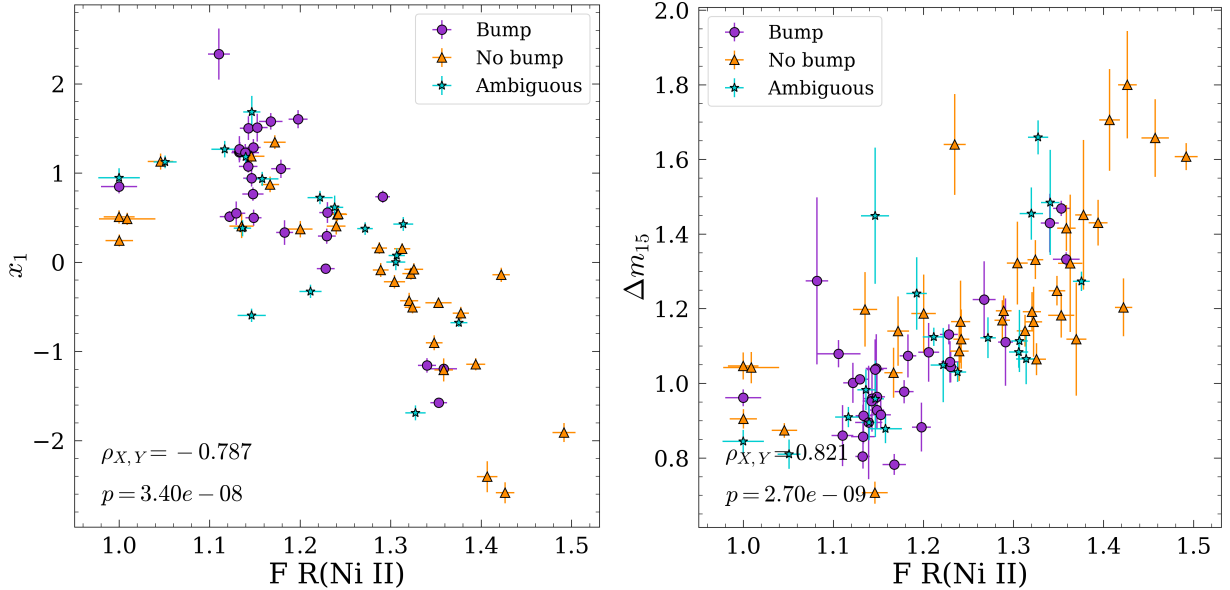 2
1
0
−1
−2
x₁
Bump
No bump
Ambiguous
ρX,Y = −0.787
p = 3.40e − 08
1.0 1.1 1.2 1.3 1.4 1.5
F R(Ni II)
2.0
1.8
1.6
1.4
1.2
1.0
0.8
Δm₁₅
Bump
No bump
Ambiguous
ρX,Y = 0.821
p = 2.70e − 09
1.0 1.1 1.2 1.3 1.4 1.5
F R(Ni II)